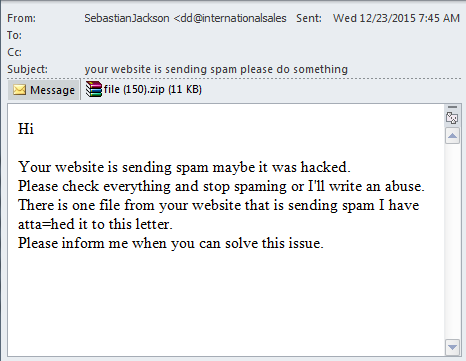 From: SebastianJackson <dd@internationalsales Sent: Wed 12/23/2015 7:45 AM
To:
Cc:
Subject: your website is sending spam please do something
Message file (150).zip (11 KB)
Hi
Your website is sending spam maybe it was hacked.
Please check everything and stop spaming or I'll write an abuse.
There is one file from your website that is sending spam I have
atta=hed it to this letter.
Please inform me when you can solve this issue.